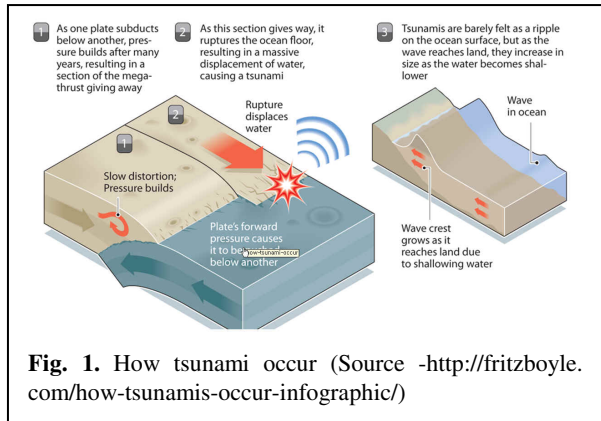 1 As one plate subducts
below another, pres-
sure builds after many
years, resulting in a
section of the mega-
thrust giving away
2 As this section gives way, it
ruptures the ocean floor,
resulting in a massive
displacement of water,
causing a tsunami
3 Tsunamis are barely felt as a ripple
on the ocean surface, but as the
wave reaches land, they increase in
size as the water becomes shal-
lower
2
Rupture
displaces
water
1
Slow distortion;
Pressure builds
Plate's forward
pressure causes
it to be
how-tsunami-occur
below another
Wave
in ocean
Wave crest
grows as it
reaches land due
to shallowing water
Fig. 1. How tsunami occur (Source -http://fritzboyle.
com/how-tsunamis-occur-infographic/)